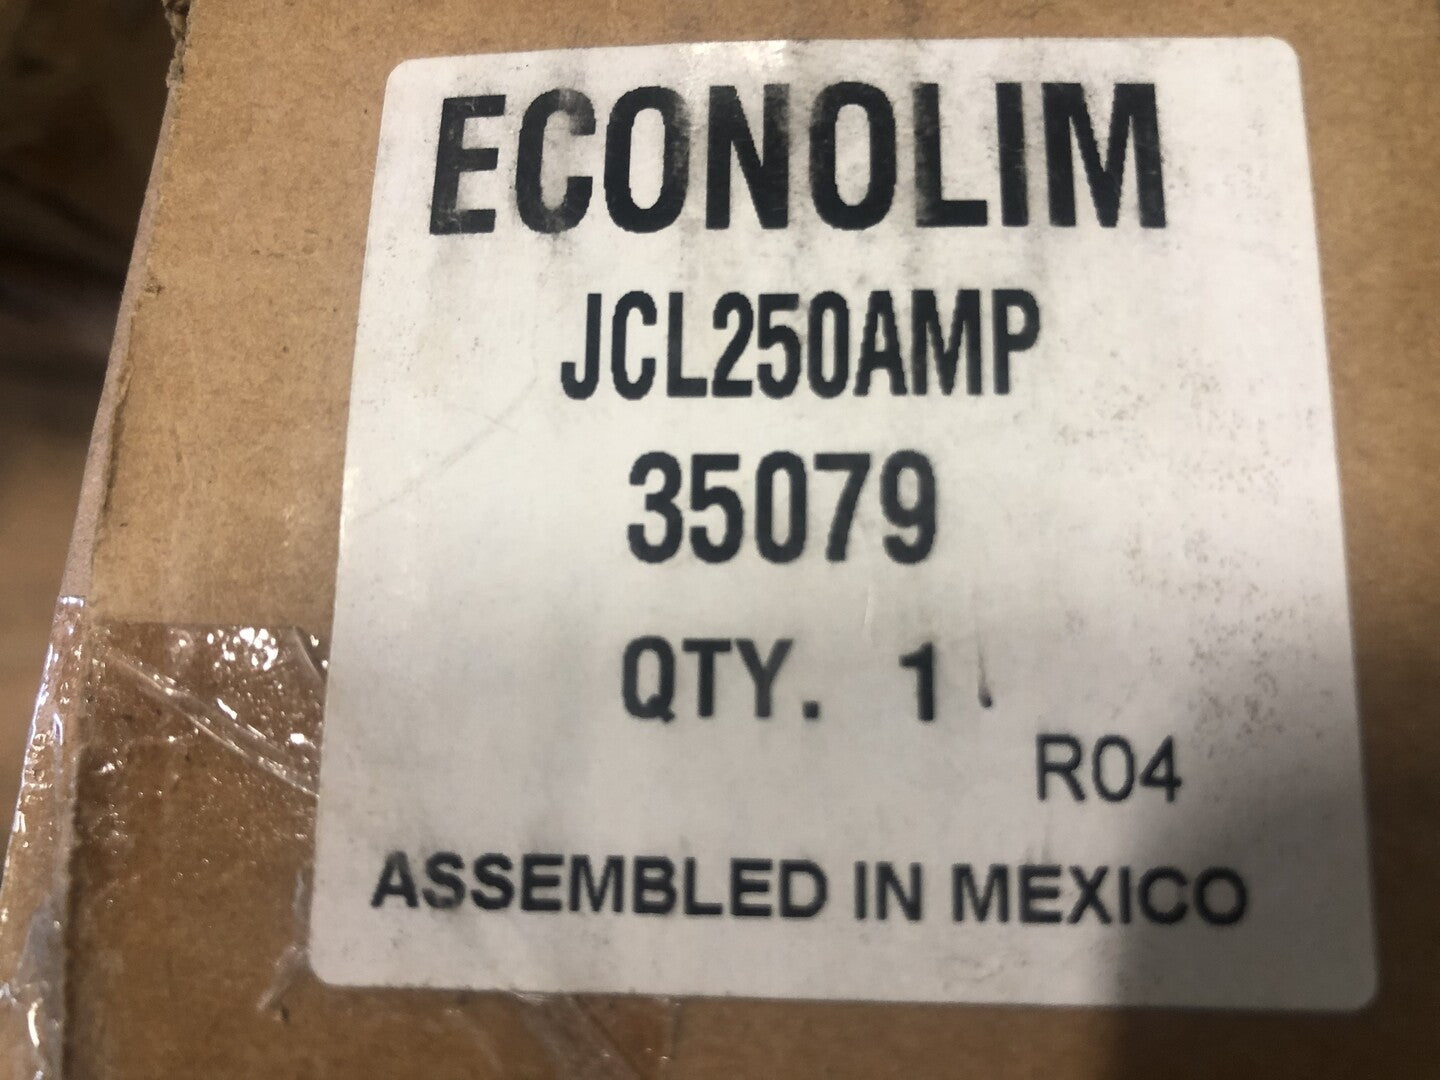 ECONOLIM
JCL250AMP
35079
QTY. 1
R04
ASSEMBLED IN MEXICO